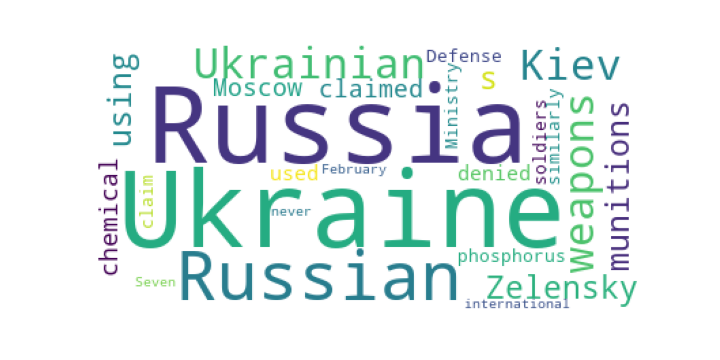 Ukrainian
Defense
Kiev
using
Moscow
claimed
s
Ministry
Russia
soldiers
similarly
weapons
munitions
chemical
claim
used
February
denied
Ukraine
never
phosphorus
Russian
Seven
Zelensky
international